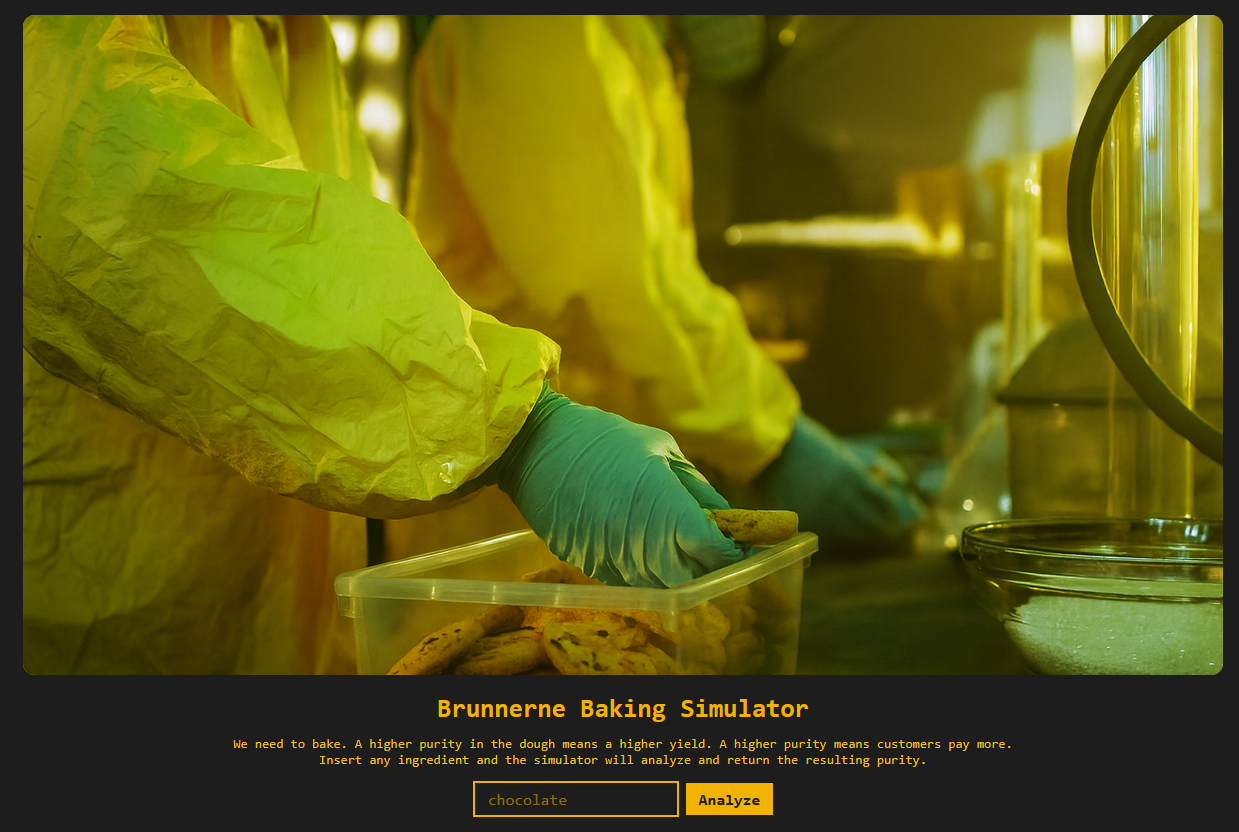 Brunnerne Baking Simulator
We need to bake. A higher purity in the dough means a higher yield. A higher purity means customers pay more.
Insert any ingredient and the simulator will analyze and return the resulting purity.
chocolate
Analyze